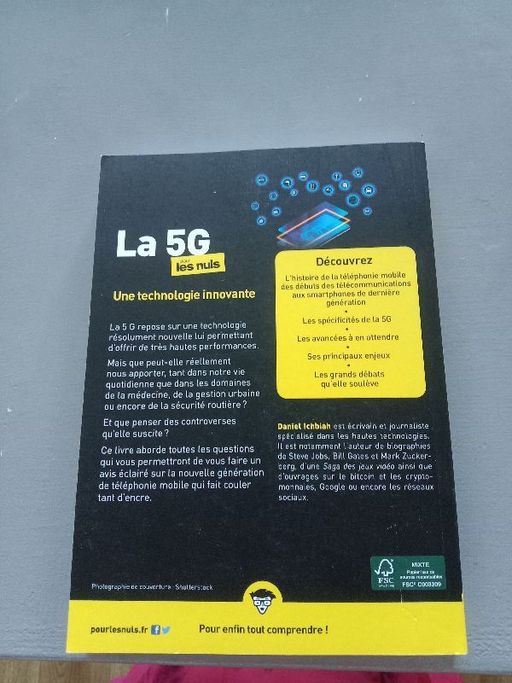 La 5G
pour
les nuls
Une technologie innovante
La 5 G repose sur une technologie
résolument nouvelle lui permettant
d'offrir de très hautes performances.
Mais que peut-elle réellement
nous apporter, tant dans notre vie
quotidienne que dans les domaines
de la médecine, de la gestion urbaine
ou encore de la sécurité routière ?
Et que penser des controverses
qu'elle suscite ?
Ce livre aborde toutes les questions
qui vous permettront de vous faire un
avis éclairé sur la nouvelle génération
de téléphonie mobile qui fait couler
tant d'encre.
Découvrez
L'histoire de la téléphonie mobile
des débuts des télécommunications
aux smartphones de dernière
génération
•
Les spécificités de la 5G
•
Les avancées à en attendre
•
Ses principaux enjeux
•
Les grands débats
qu'elle soulève
Daniel Ichbiah est écrivain et journaliste
spécialisé dans les hautes technologies.
Il est notamment l'auteur de biographies
de Steve Jobs, Bill Gates et Mark Zucker-
berg, d'une Saga des jeux vidéo ainsi que
d'ouvrages sur le bitcoin et les crypto-
monnaies, Google ou encore les réseaux
sociaux.
Photographie de couverture : Shutterstock
FSC
MIXTE
Papier issu de
sources responsables
FSC® C003309
pourlesnuls.fr
Pour enfin tout comprendre !